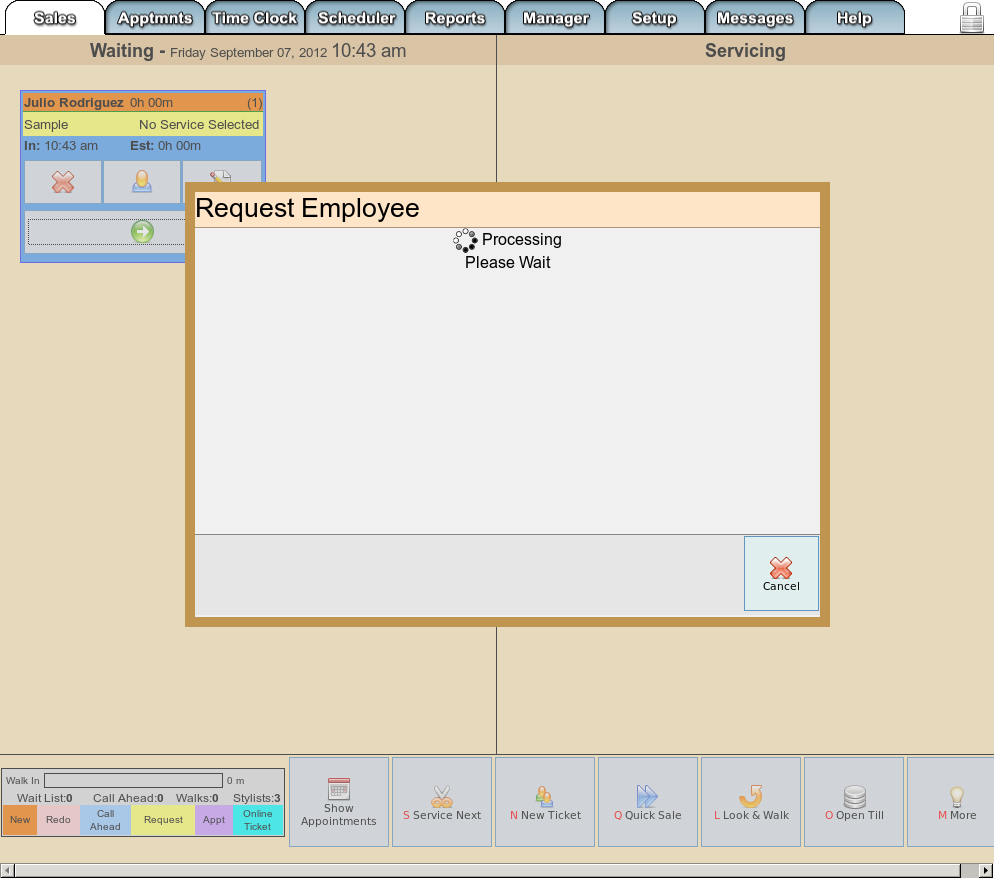 Sales Apptmnts Time Clock Scheduler Reports Manager Setup Messages Help
Waiting - Friday September 07, 2012 10:43 am
Servicing
Julio Rodriguez 0h 00m (1)
Sample No Service Selected
In: 10:43 am Est: 0h 00m
Request Employee
Processing
Please Wait
Cancel
Walk In 0 m
Wait List:0 Call Ahead:0 Walks:0 Stylists:3
New Redo Call Ahead Request Appt Online Ticket
Show
Appointments
S Service Next
N New Ticket
Q Quick Sale
L Look & Walk
O Open Till
M More